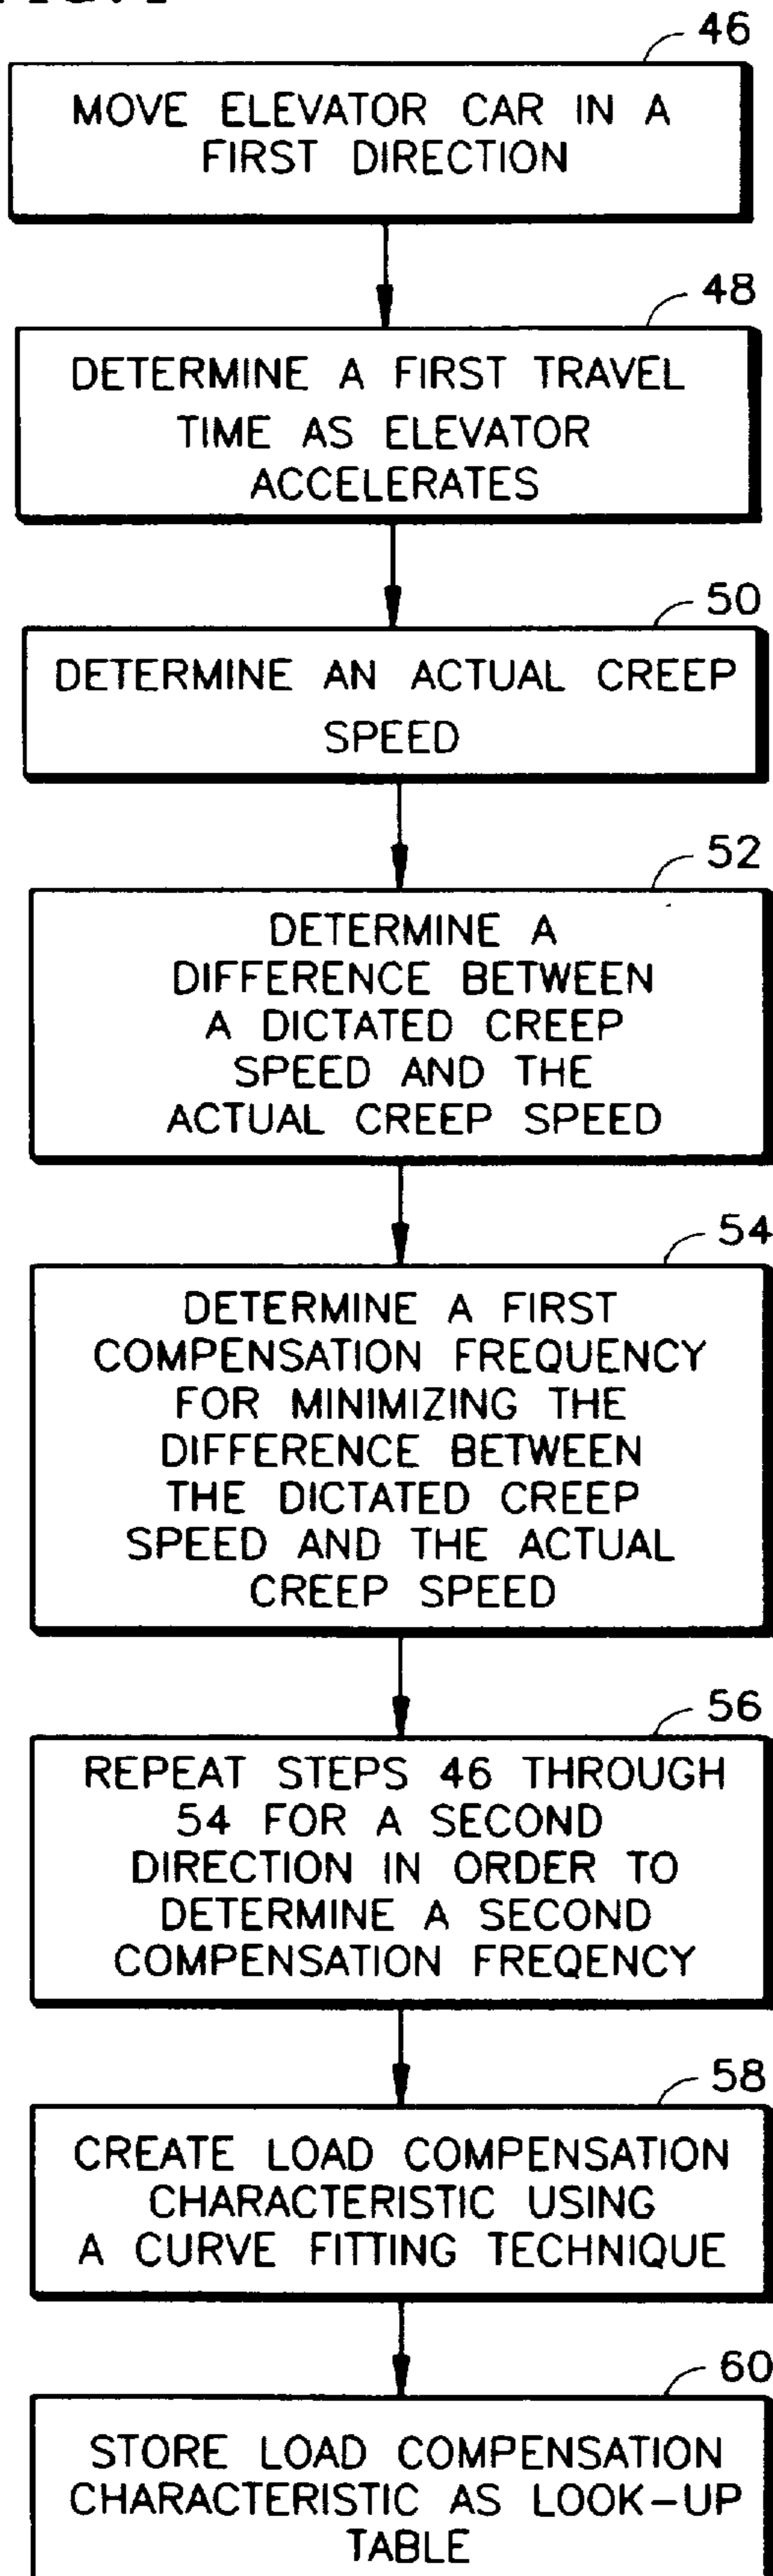 46
MOVE ELEVATOR CAR IN A
FIRST DIRECTION
48
DETERMINE A FIRST TRAVEL
TIME AS ELEVATOR
ACCELERATES
50
DETERMINE AN ACTUAL CREEP
SPEED
52
DETERMINE A
DIFFERENCE BETWEEN
A DICTATED CREEP
SPEED AND THE
ACTUAL CREEP SPEED
54
DETERMINE A FIRST
COMPENSATION FREQUENCY
FOR MINIMIZING THE
DIFFERENCE BETWEEN
THE DICTATED CREEP
SPEED AND THE ACTUAL
CREEP SPEED
56
REPEAT STEPS 46 THROUGH
54 FOR A SECOND
DIRECTION IN ORDER TO
DETERMINE A SECOND
COMPENSATION FREQENCY
58
CREATE LOAD COMPENSATION
CHARACTERISTIC USING
A CURVE FITTING TECHNIQUE
60
STORE LOAD COMPENSATION
CHARACTERISTIC AS LOOK-UP
TABLE